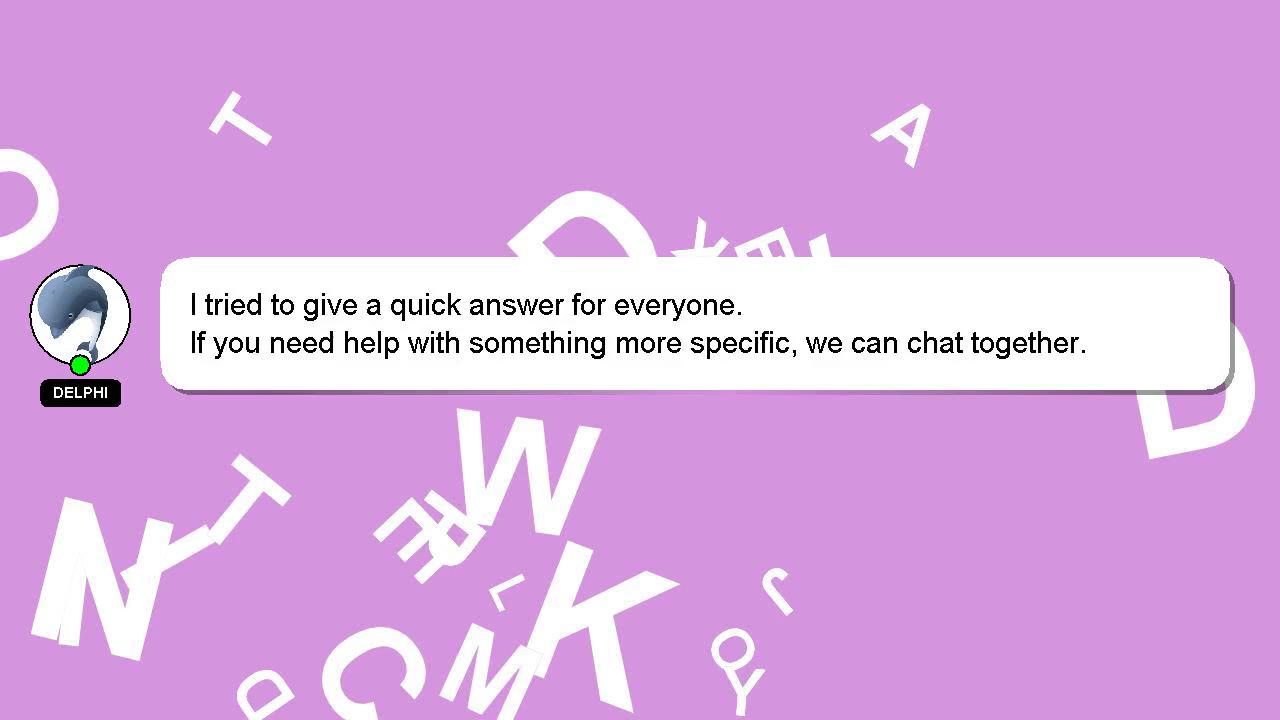 T
A
D
K
E
D
I tried to give a quick answer for everyone.
If you need help with something more specific, we can chat together.
DELPHI
W
T
N
E
R
L
K
J
C
M
O
Y
D